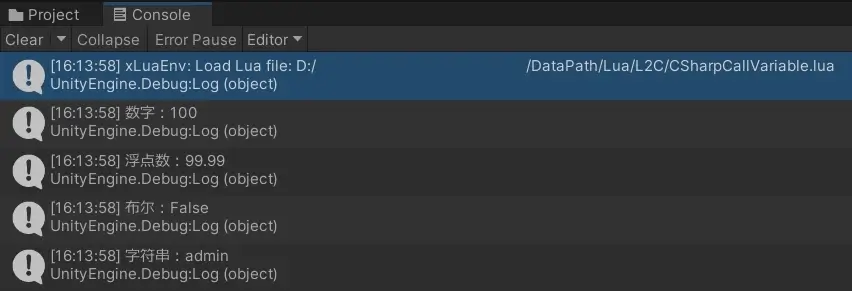 Project Console
Clear Collapse Error Pause Editor
[16:13:58] xLuaEnv: Load Lua file: D:/ /DataPath/Lua/L2C/CSharpCallVariable.lua
UnityEngine.Debug:Log (object)
[16:13:58] 数字：100
UnityEngine.Debug:Log (object)
[16:13:58] 浮点数：99.99
UnityEngine.Debug:Log (object)
[16:13:58] 布尔：False
UnityEngine.Debug:Log (object)
[16:13:58] 字符串：admin
UnityEngine.Debug:Log (object)